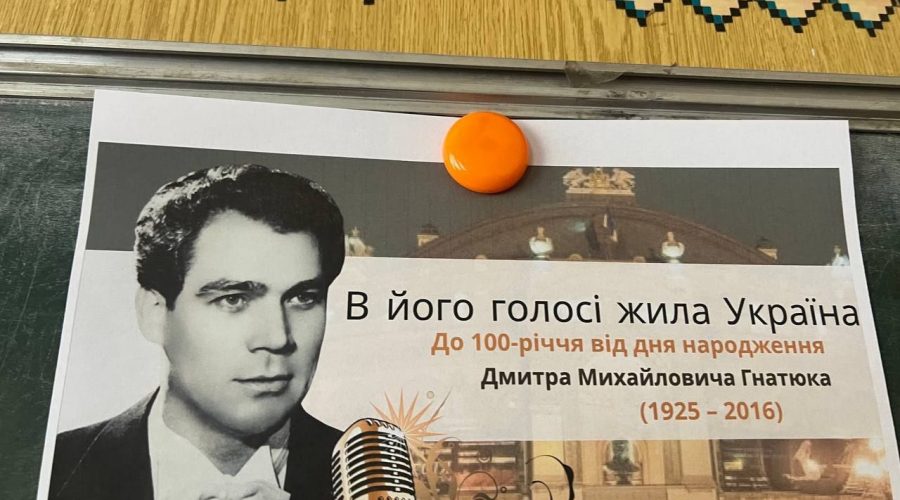 В його голосі жила Україна
До 100-річчя від дня народження
Дмитра Михайловича Гнатюка
(1925 – 2016)